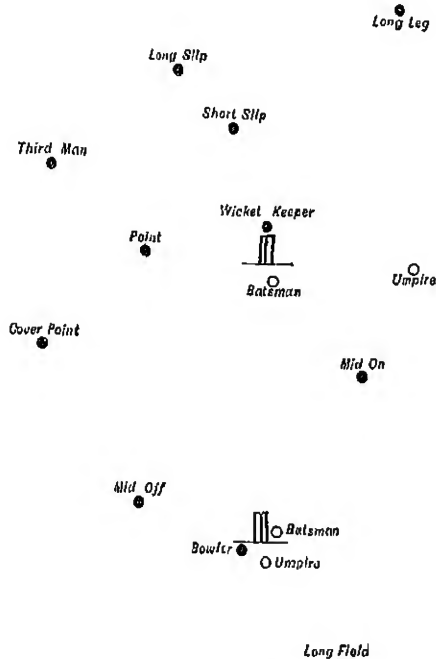 Long Leg
Long Slip
Short Slip
Third Man
Wicket Keeper
Point
Batsman
Umpire
Cover Point
Mid On
Mid Off
Batsman
Bowler
Umpire
Long Field